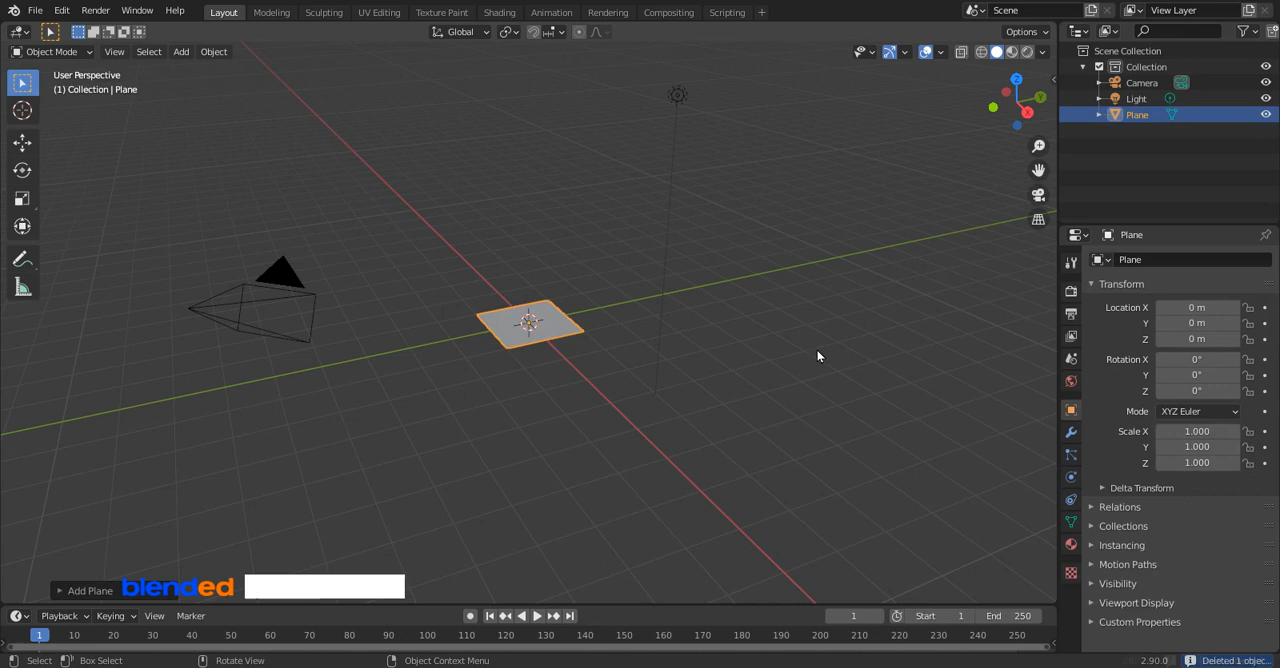 File Edit Render Window Help Layout Modeling Sculpting UV Editing Texture Paint Shading Animation Rendering Compositing Scripting + Scene View Layer
Global Options
Object Mode View Select Add Object
User Perspective
(1) Collection | Plane
Scene Collection
Collection
Camera
Light
Plane
Z
Y
X
Plane
Plane
Transform
Location X 0 m
Y 0 m
Z 0 m
Rotation X 0°
Y 0°
Z 0°
Mode XYZ Euler
Scale X 1.000
Y 1.000
Z 1.000
Delta Transform
Relations
Collections
Instancing
Motion Paths
Visibility
Viewport Display
Custom Properties
Add Plane blended
Playback Keying View Marker 1 Start 1 End 250
1 10 20 30 40 50 60 70 80 90 100 110 120 130 140 150 160 170 180 190 200 210 220 230 240 250
Select Box Select Rotate View Object Context Menu 2.90.0 Deleted 1 objec...